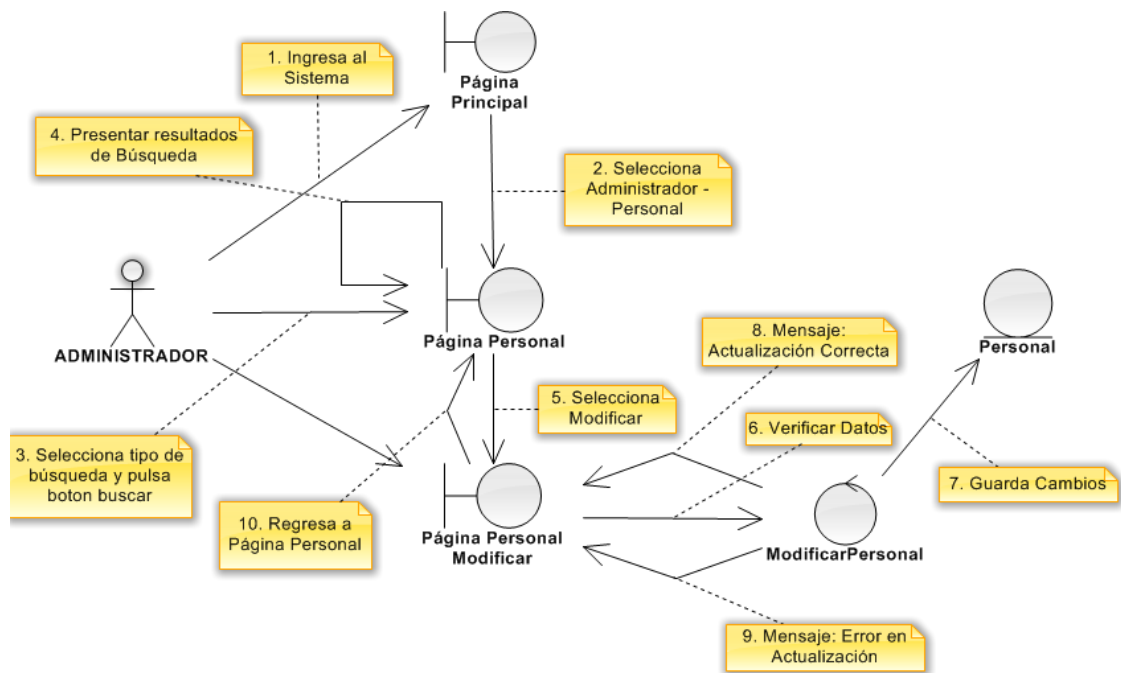 1. Ingresa al
Sistema
Página
Principal
4. Presentar resultados
de Búsqueda
2. Selecciona
Administrador -
Personal
ADMINISTRADOR
Página Personal
8. Mensaje:
Actualización Correcta
Personal
5. Selecciona
Modificar
6. Verificar Datos
3. Selecciona tipo de
búsqueda y pulsa
boton buscar
7. Guarda Cambios
10. Regresa a
Página Personal
Página Personal
Modificar
ModificarPersonal
9. Mensaje: Error en
Actualización